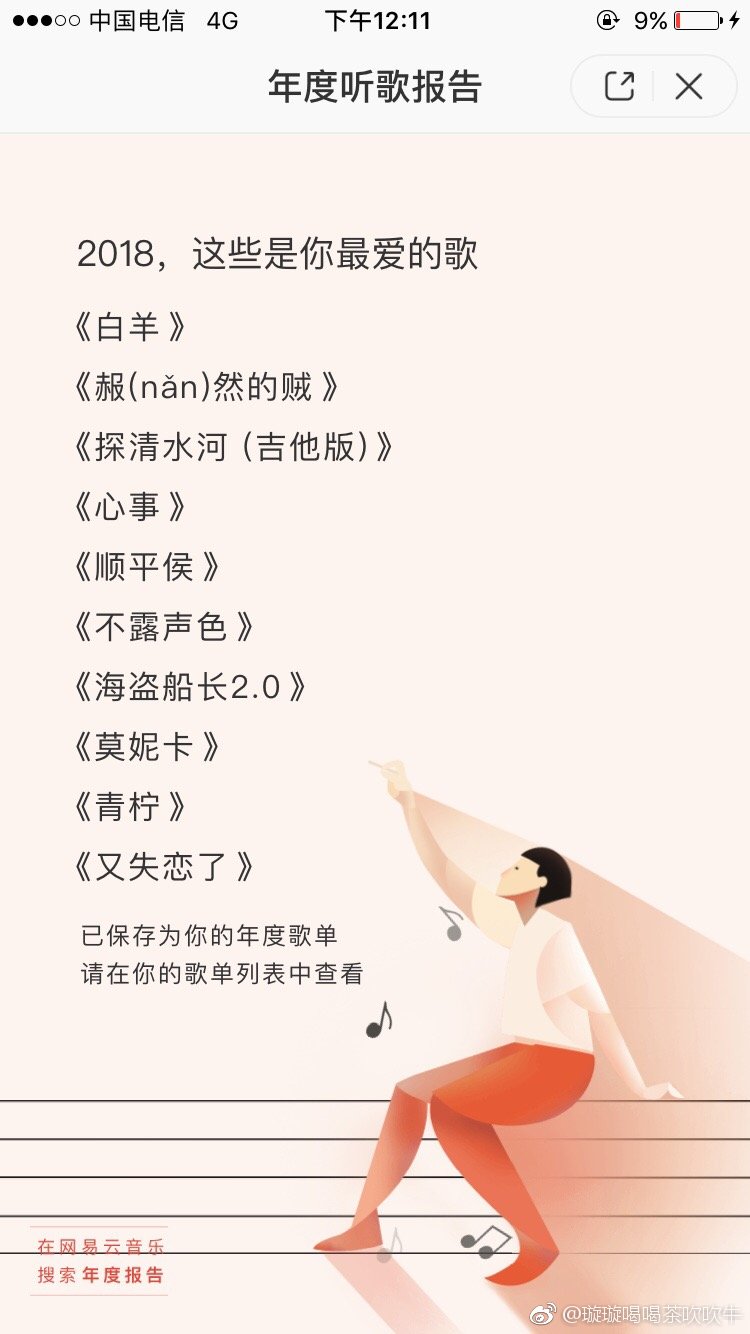 中国电信 4G 下午12:11 9%
年度听歌报告
2018，这些是你最爱的歌
《白羊》
《赧(nǎn)然的贼》
《探清水河（吉他版）》
《心事》
《顺平侯》
《不露声色》
《海盗船长2.0》
《莫妮卡》
《青柠》
《又失恋了》
已保存为你的年度歌单
请在你的歌单列表中查看
在网易云音乐
搜索年度报告
@璇璇喝喝茶吹吹牛